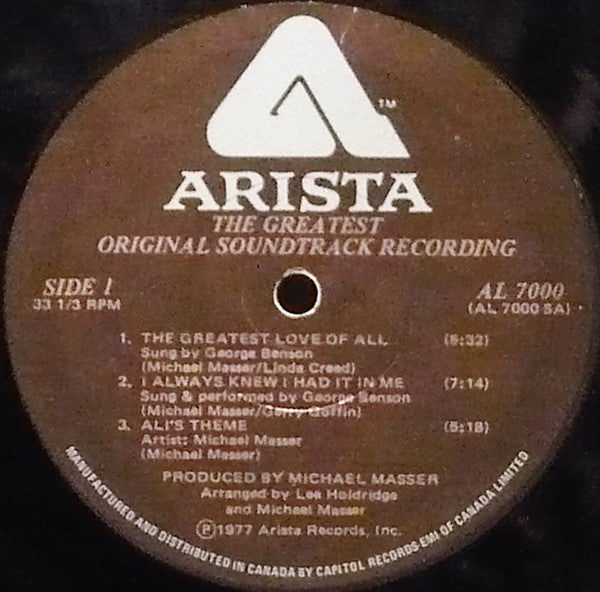 TM
ARISTA
THE GREATEST
ORIGINAL SOUNDTRACK RECORDING
SIDE 1
33 1/3 RPM
AL 7000
(AL 7000 SA)
1. THE GREATEST LOVE OF ALL (5:32)
Sung by George Benson
(Michael Masser/Linda Creed)
2. I ALWAYS KNEW I HAD IT IN ME (7:14)
Sung & performed by George Benson
(Michael Masser/Gerry Goffin)
3. ALI'S THEME (5:18)
Artist: Michael Masser
(Michael Masser)
PRODUCED BY MICHAEL MASSER
Arranged by Lee Holdridge
and Michael Masser
Ⓟ1977 Arista Records, Inc.
MANUFACTURED AND DISTRIBUTED IN CANADA BY CAPITOL RECORDS-EMI OF CANADA LIMITED